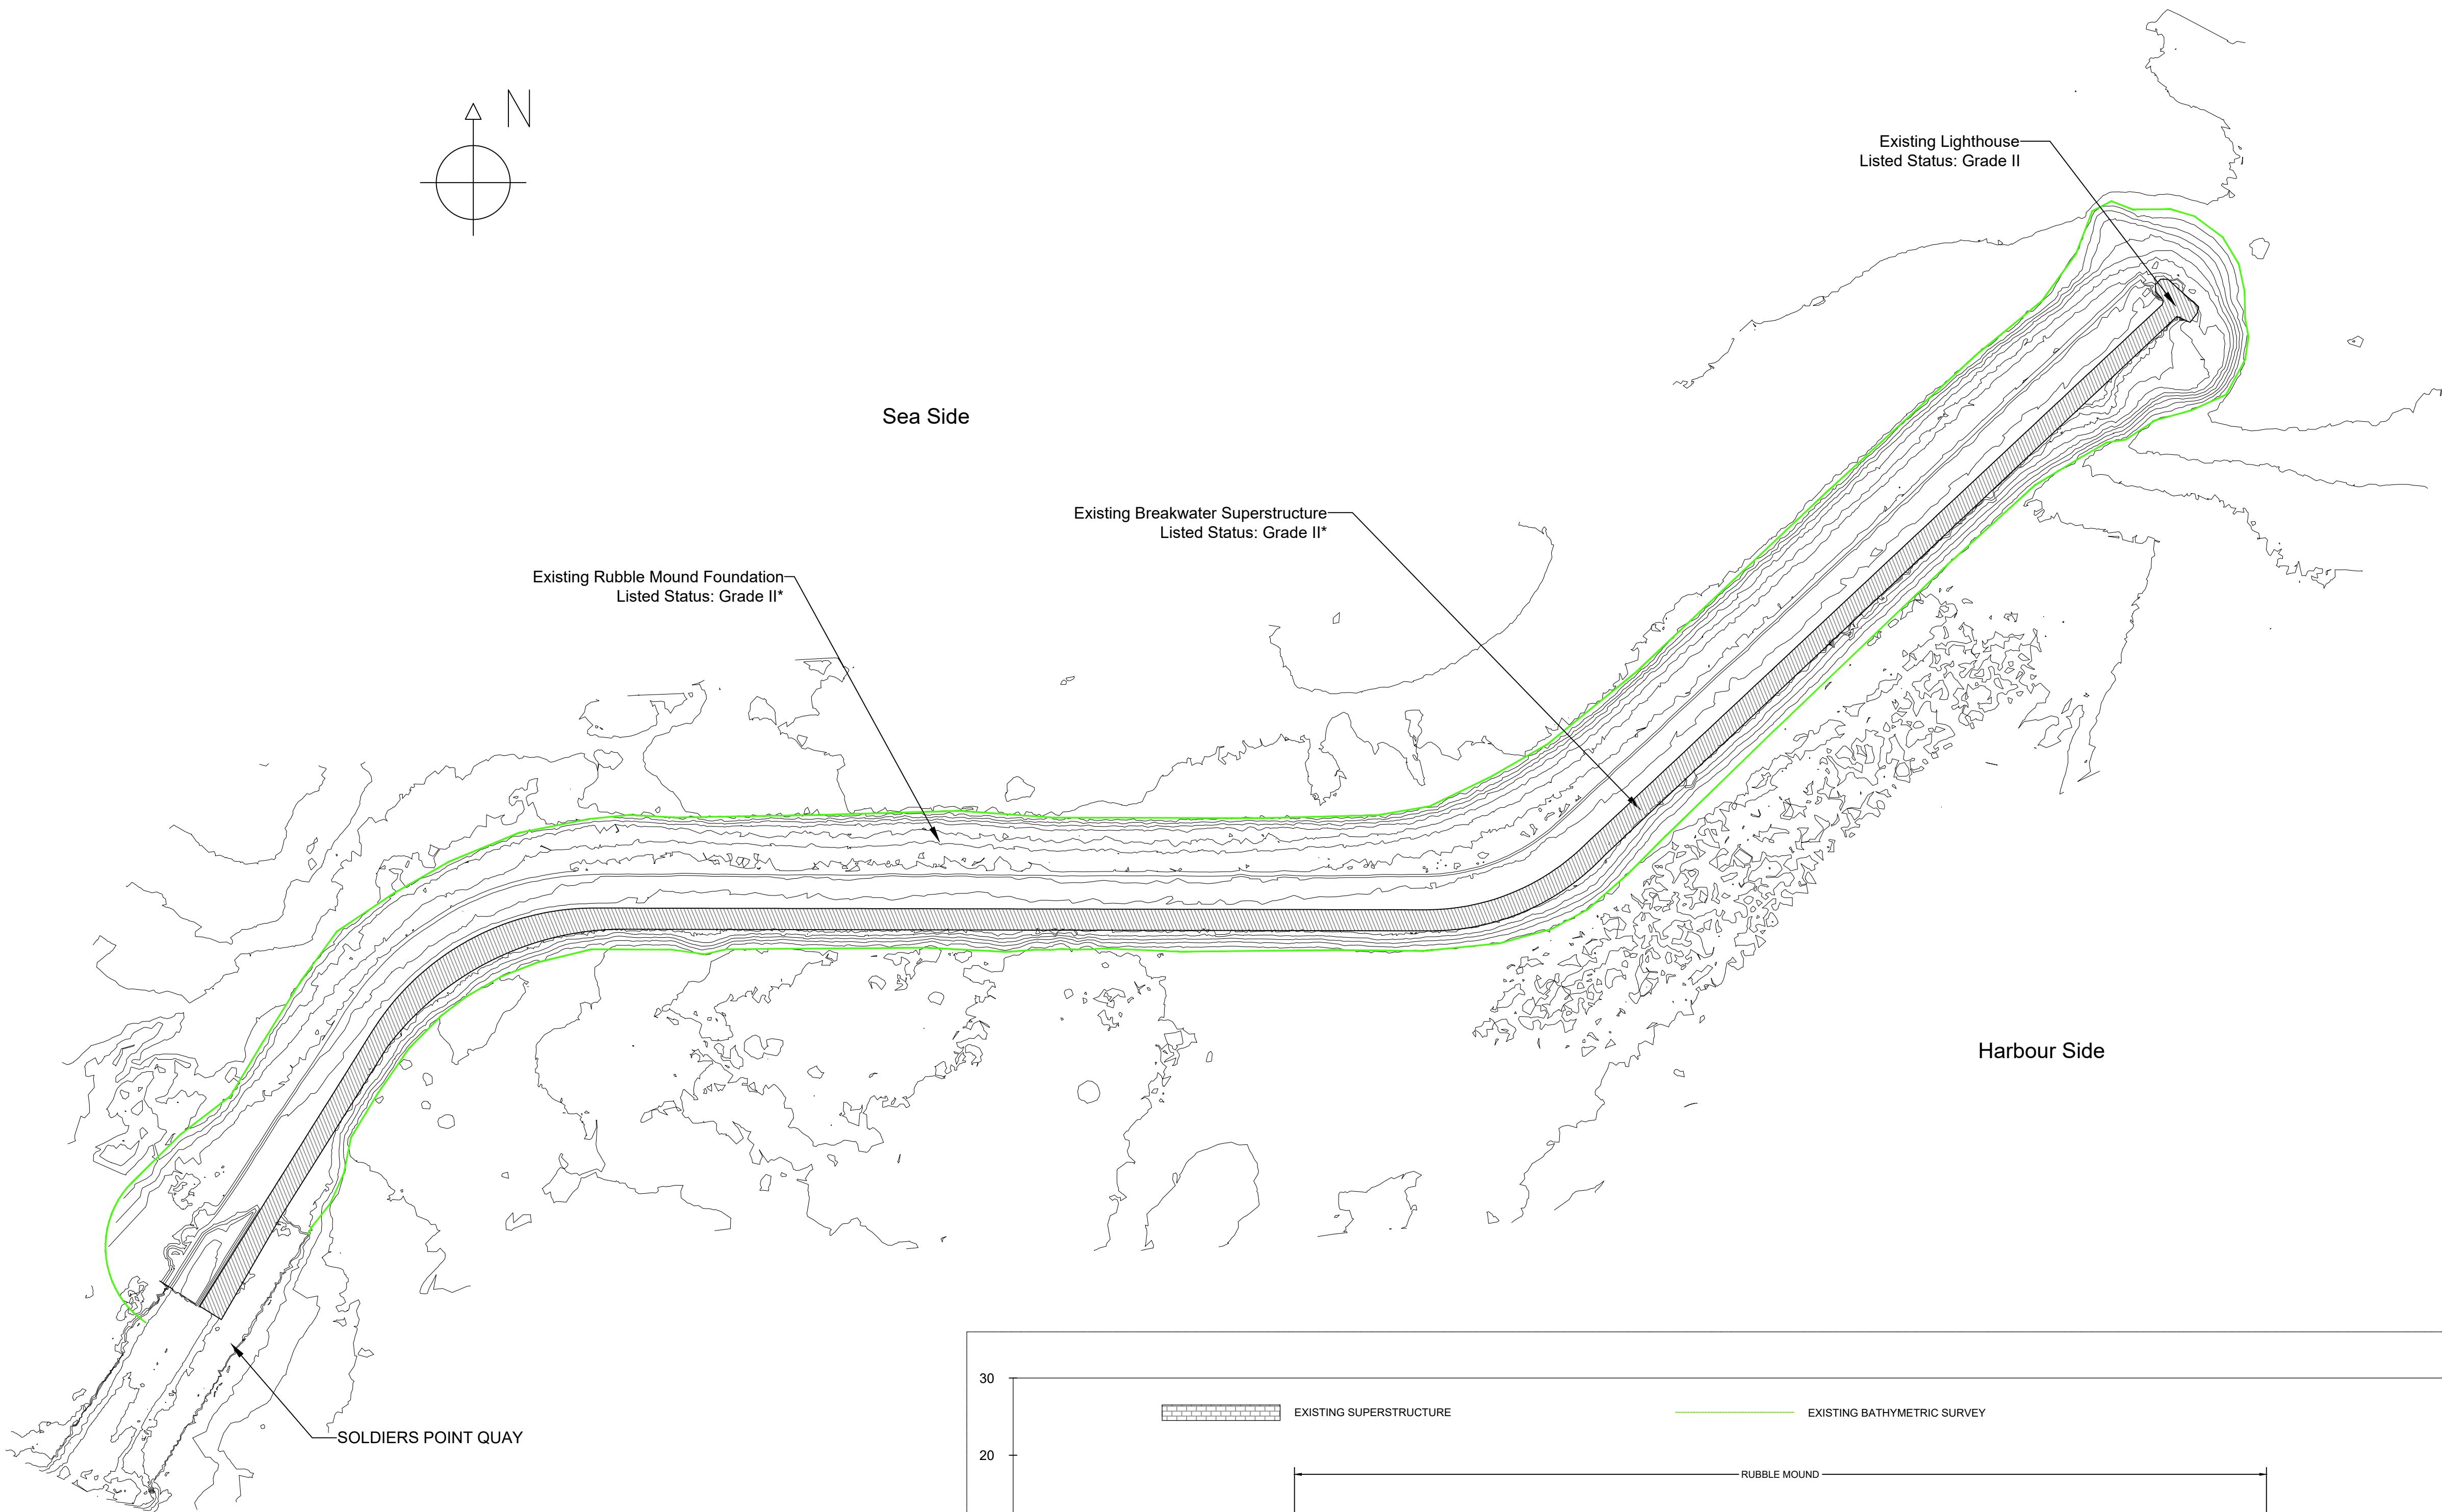 N
Existing Lighthouse
Listed Status: Grade II
Sea Side
Existing Breakwater Superstructure
Listed Status: Grade II*
Existing Rubble Mound Foundation
Listed Status: Grade II*
Harbour Side
SOLDIERS POINT QUAY
30
EXISTING SUPERSTRUCTURE
EXISTING BATHYMETRIC SURVEY
20
RUBBLE MOUND